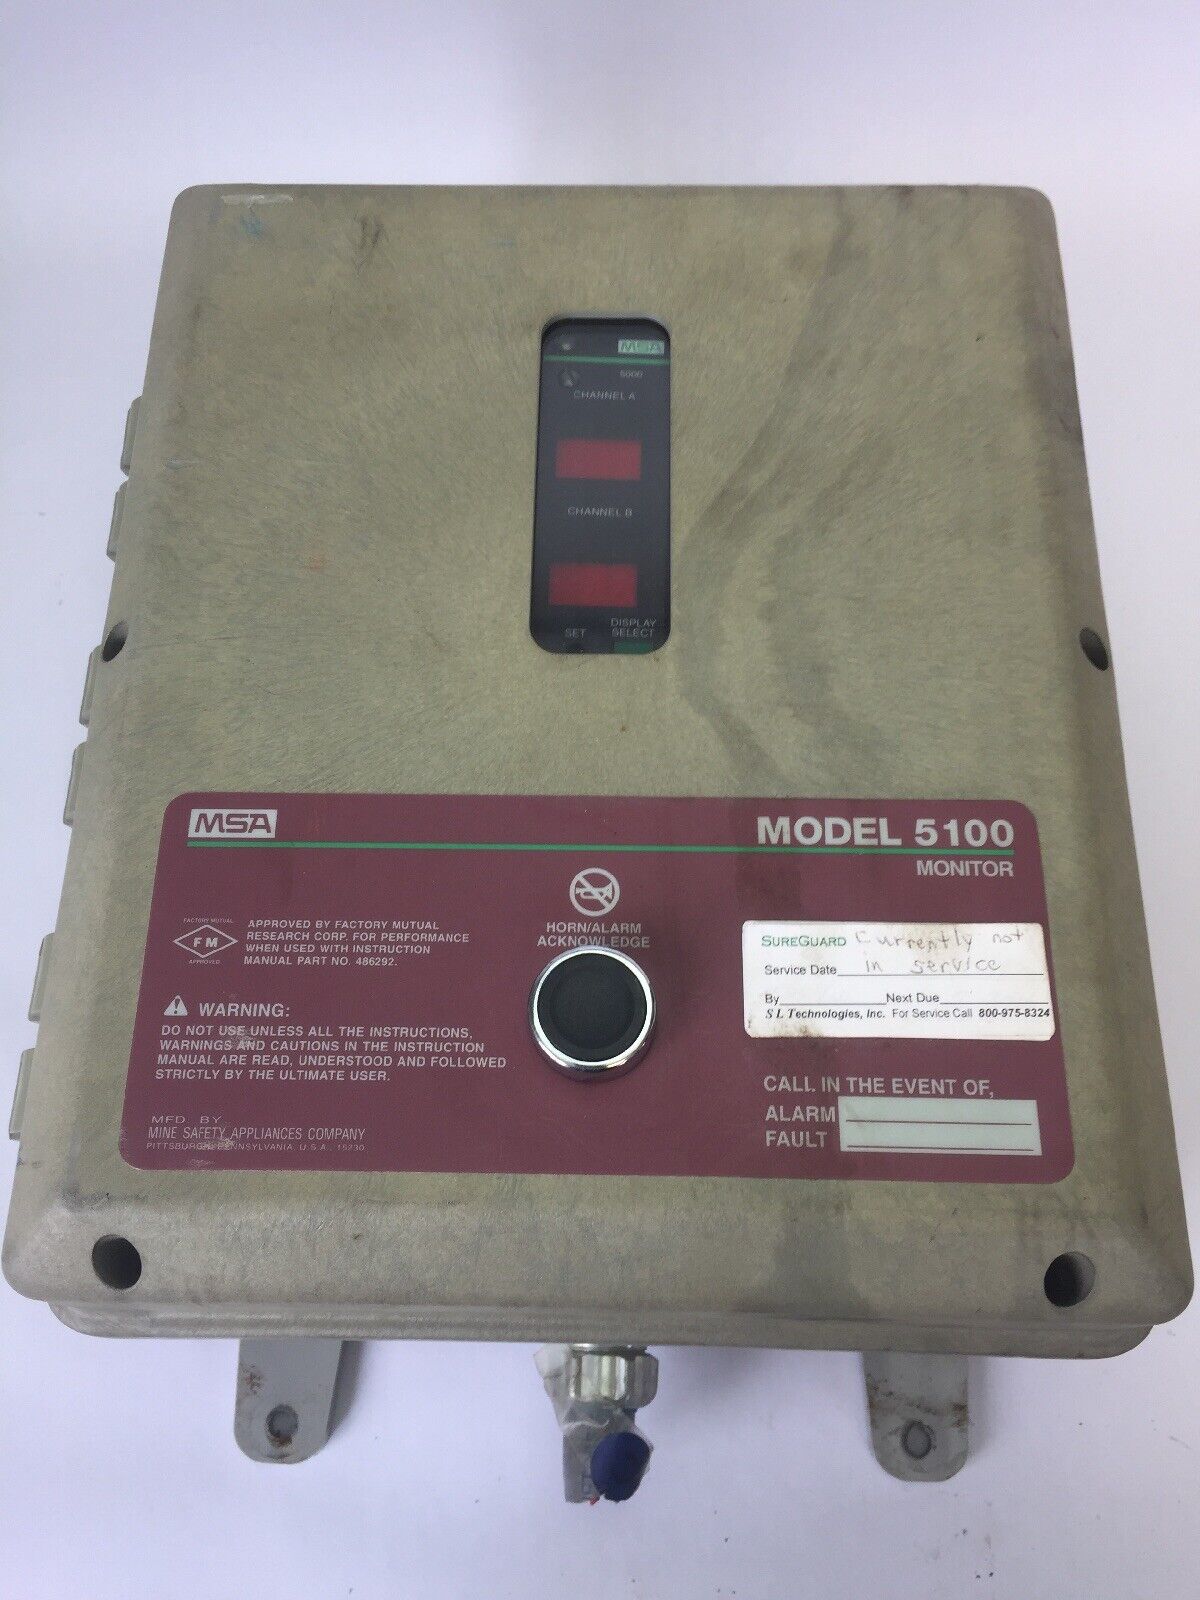 MSA
5000
CHANNEL A
CHANNEL B
SET
DISPLAY
SELECT
MSA
MODEL 5100
MONITOR
HORN/ALARM
ACKNOWLEDGE
FACTORY MUTUAL
FM
APPROVED
APPROVED BY FACTORY MUTUAL
RESEARCH CORP. FOR PERFORMANCE
WHEN USED WITH INSTRUCTION
MANUAL PART NO. 486292.
WARNING:
DO NOT USE UNLESS ALL THE INSTRUCTIONS,
WARNINGS AND CAUTIONS IN THE INSTRUCTION
MANUAL ARE READ, UNDERSTOOD AND FOLLOWED
STRICTLY BY THE ULTIMATE USER.
MFD. BY
MINE SAFETY APPLIANCES COMPANY
PITTSBURGH, PENNSYLVANIA, U.S.A., 15230
SUREGUARD Currently not
Service Date in service
By Next Due
S L Technologies, Inc. For Service Call 800-975-8324
CALL IN THE EVENT OF,
ALARM
FAULT